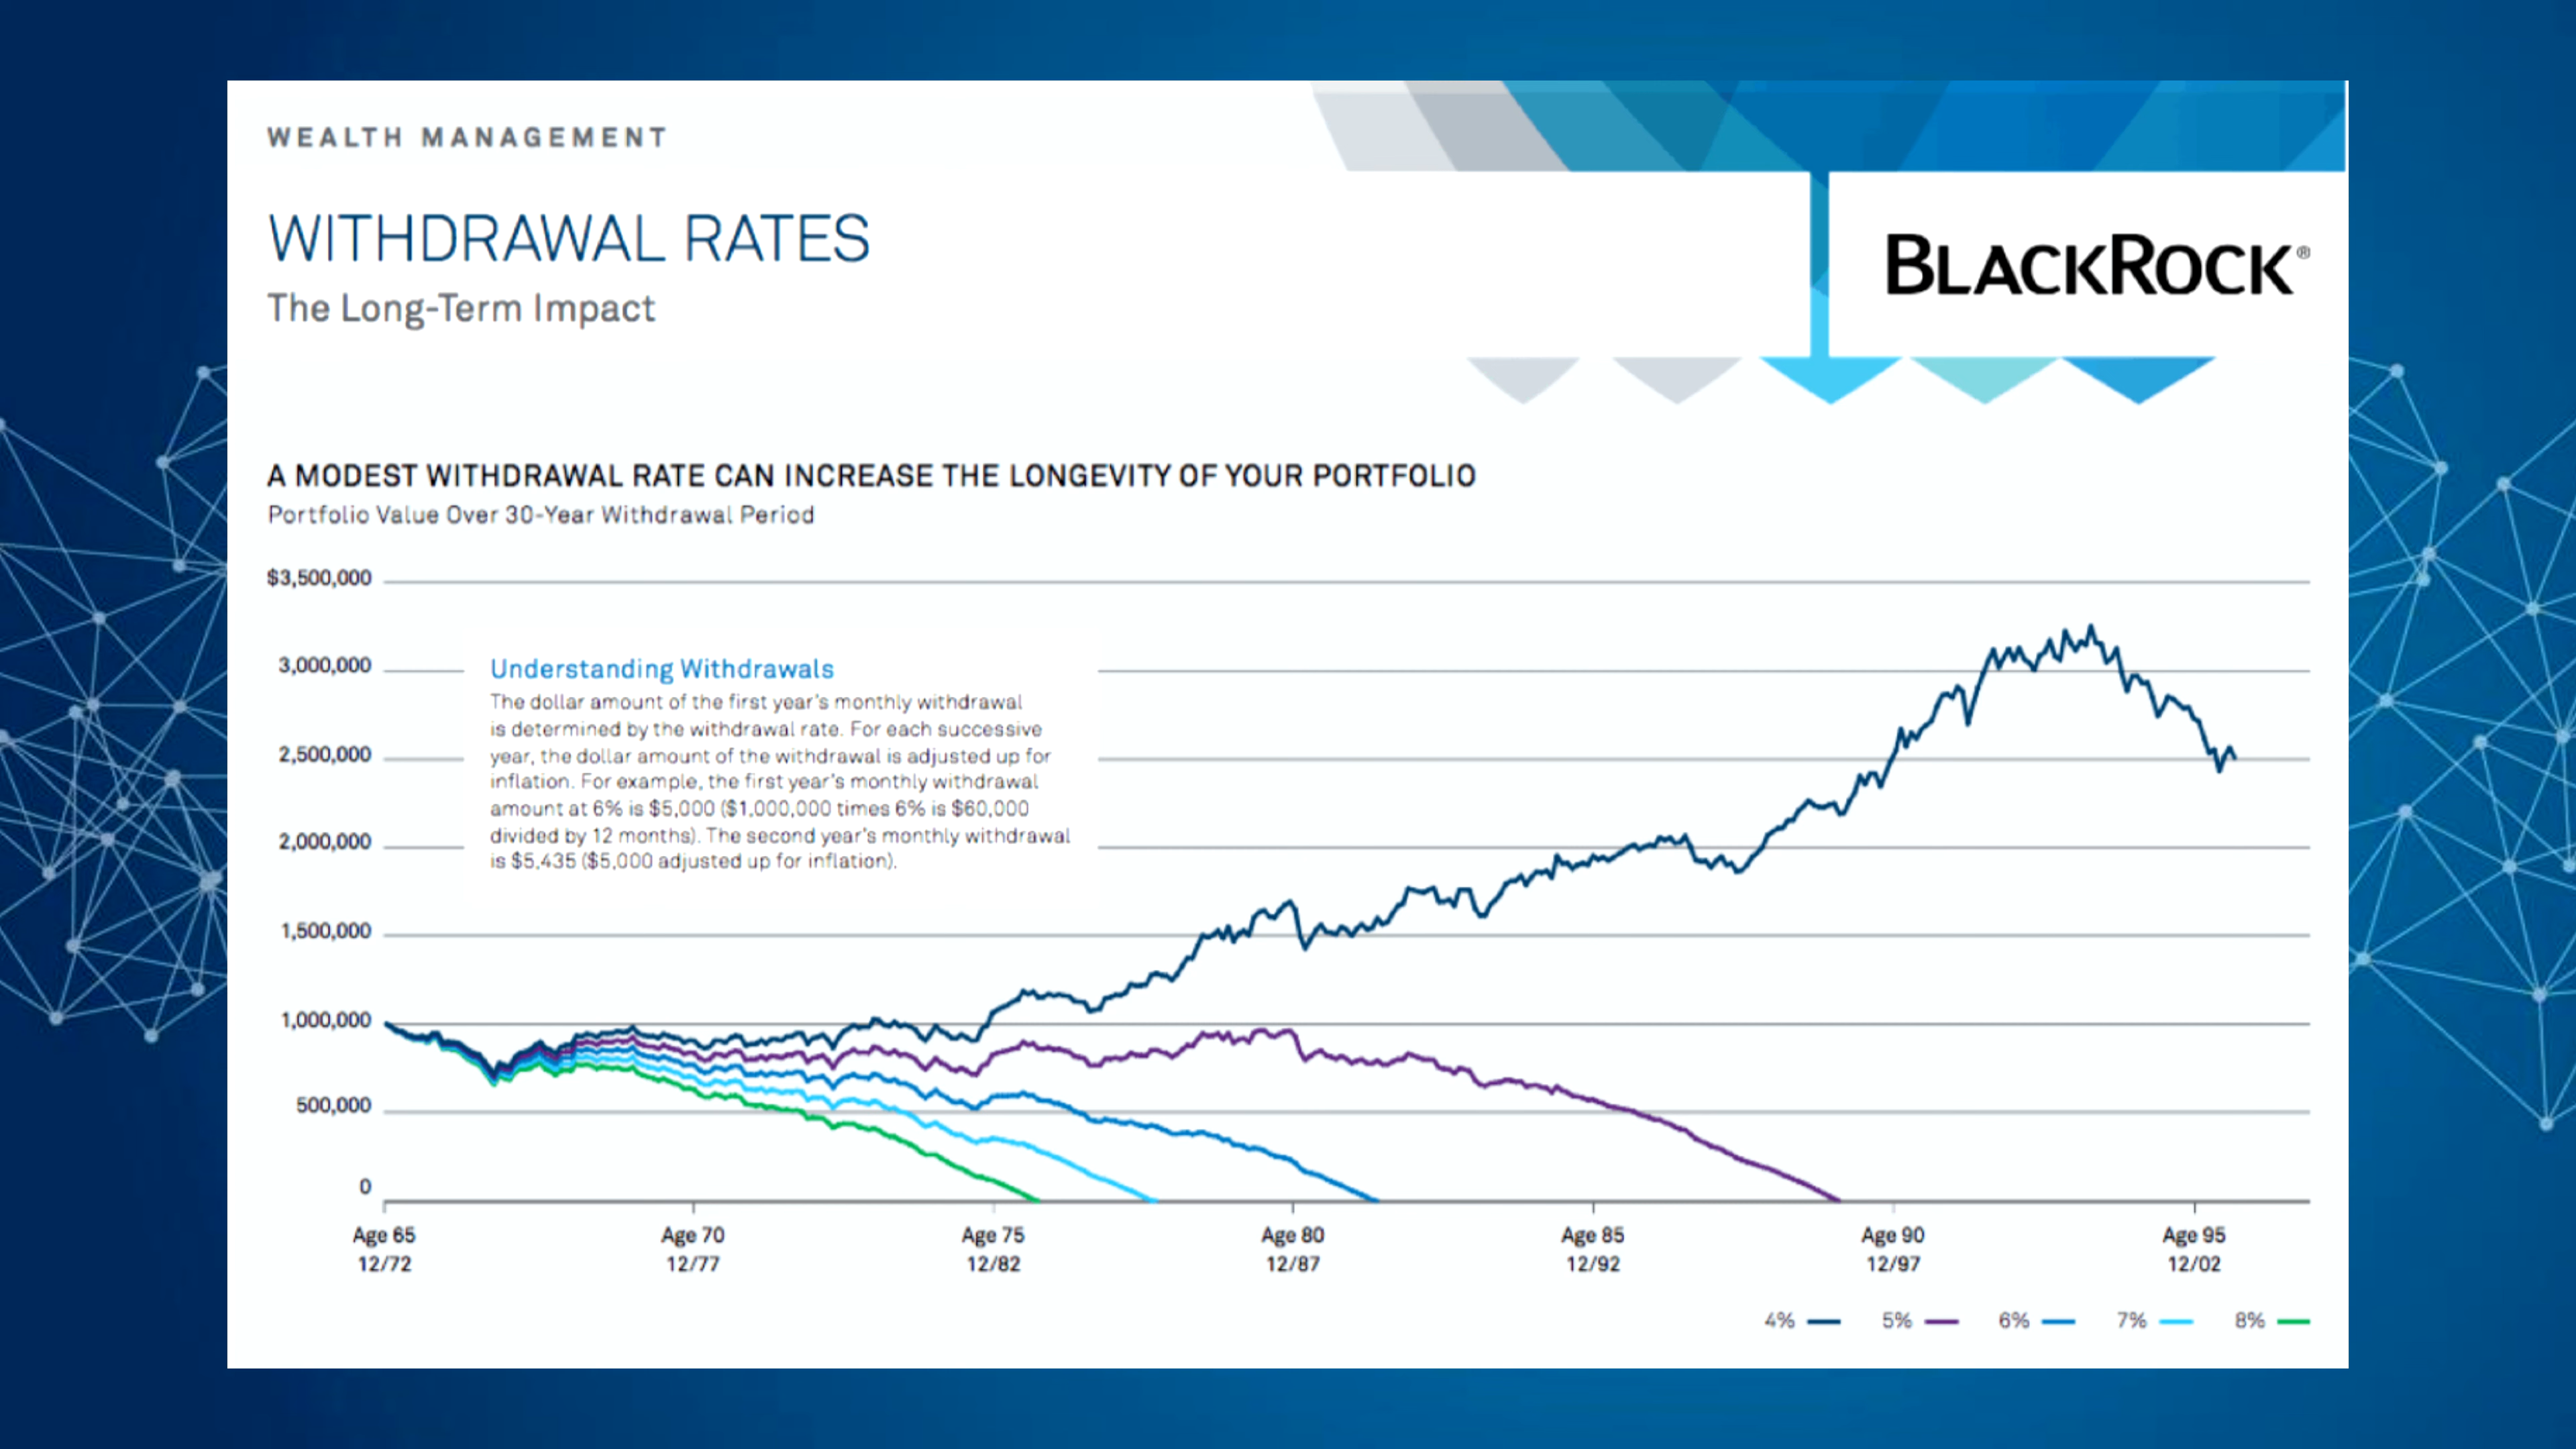 WEALTH MANAGEMENT
WITHDRAWAL RATES
The Long-Term Impact
BLACKROCK®
A MODEST WITHDRAWAL RATE CAN INCREASE THE LONGEVITY OF YOUR PORTFOLIO
Portfolio Value Over 30-Year Withdrawal Period
$3,500,000
3,000,000
2,500,000
2,000,000
1,500,000
1,000,000
500,000
0
Understanding Withdrawals
The dollar amount of the first year's monthly withdrawal
is determined by the withdrawal rate. For each successive
year, the dollar amount of the withdrawal is adjusted up for
inflation. For example, the first year's monthly withdrawal
amount at 6% is $5,000 ($1,000,000 times 6% is $60,000
divided by 12 months). The second year's monthly withdrawal
is $5,435 ($5,000 adjusted up for inflation).
Age 65 Age 70 Age 75 Age 80 Age 85 Age 90 Age 95
12/72 12/77 12/82 12/87 12/92 12/97 12/02
4% 5% 6% 7% 8%